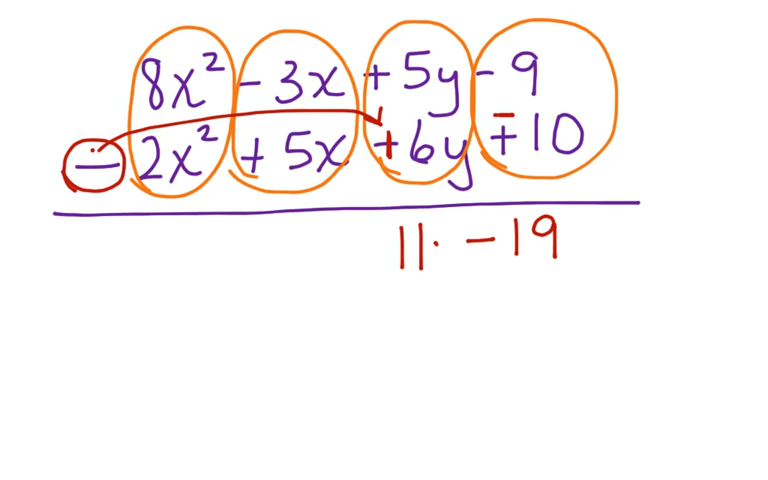 8x² - 3x + 5y - 9
- 2x² + 5x + 6y ∓ 10
11. - 19